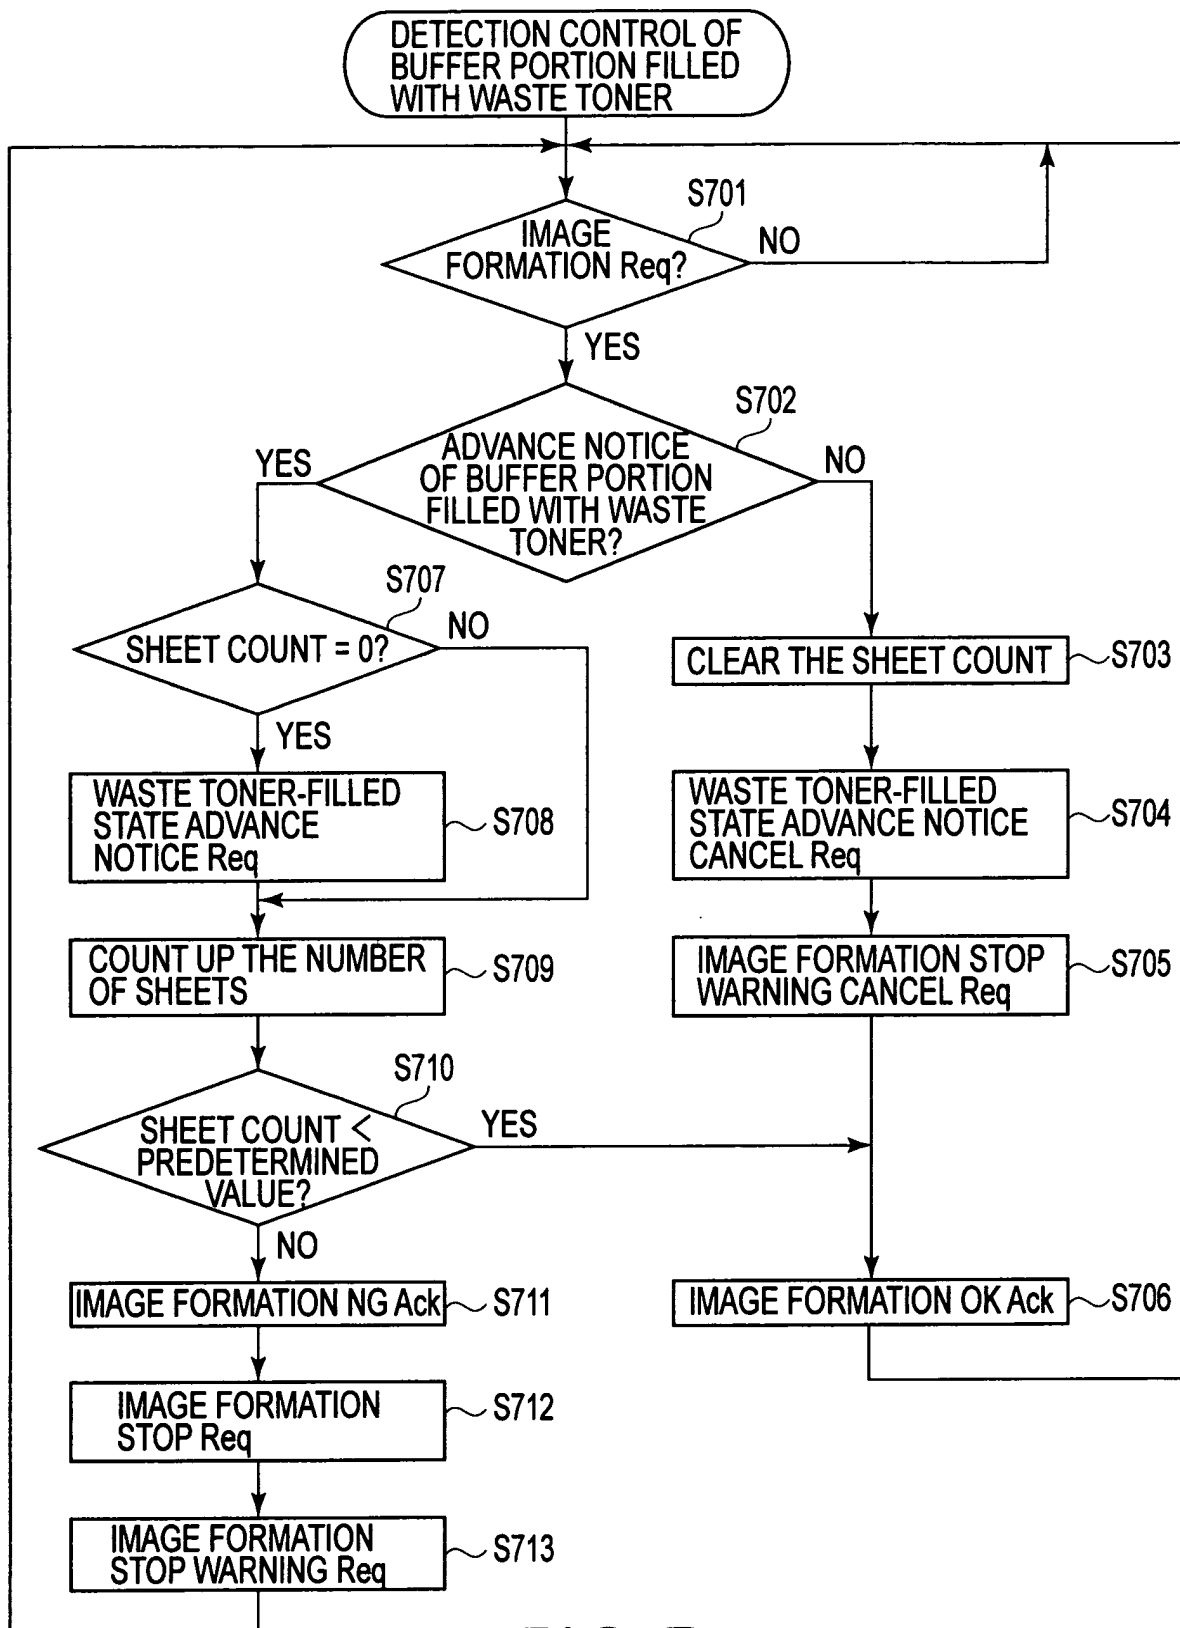 DETECTION CONTROL OF
BUFFER PORTION FILLED
WITH WASTE TONER
S701
IMAGE
FORMATION Req?
NO
YES
S702
ADVANCE NOTICE
OF BUFFER PORTION
FILLED WITH WASTE
TONER?
YES
NO
S707
SHEET COUNT = 0?
NO
YES
CLEAR THE SHEET COUNT
S703
WASTE TONER-FILLED
STATE ADVANCE
NOTICE Req
S708
WASTE TONER-FILLED
STATE ADVANCE NOTICE
CANCEL Req
S704
COUNT UP THE NUMBER
OF SHEETS
S709
IMAGE FORMATION STOP
WARNING CANCEL Req
S705
S710
SHEET COUNT <
PREDETERMINED
VALUE?
YES
NO
IMAGE FORMATION NG Ack
S711
IMAGE FORMATION OK Ack
S706
IMAGE FORMATION
STOP Req
S712
IMAGE FORMATION
STOP WARNING Req
S713